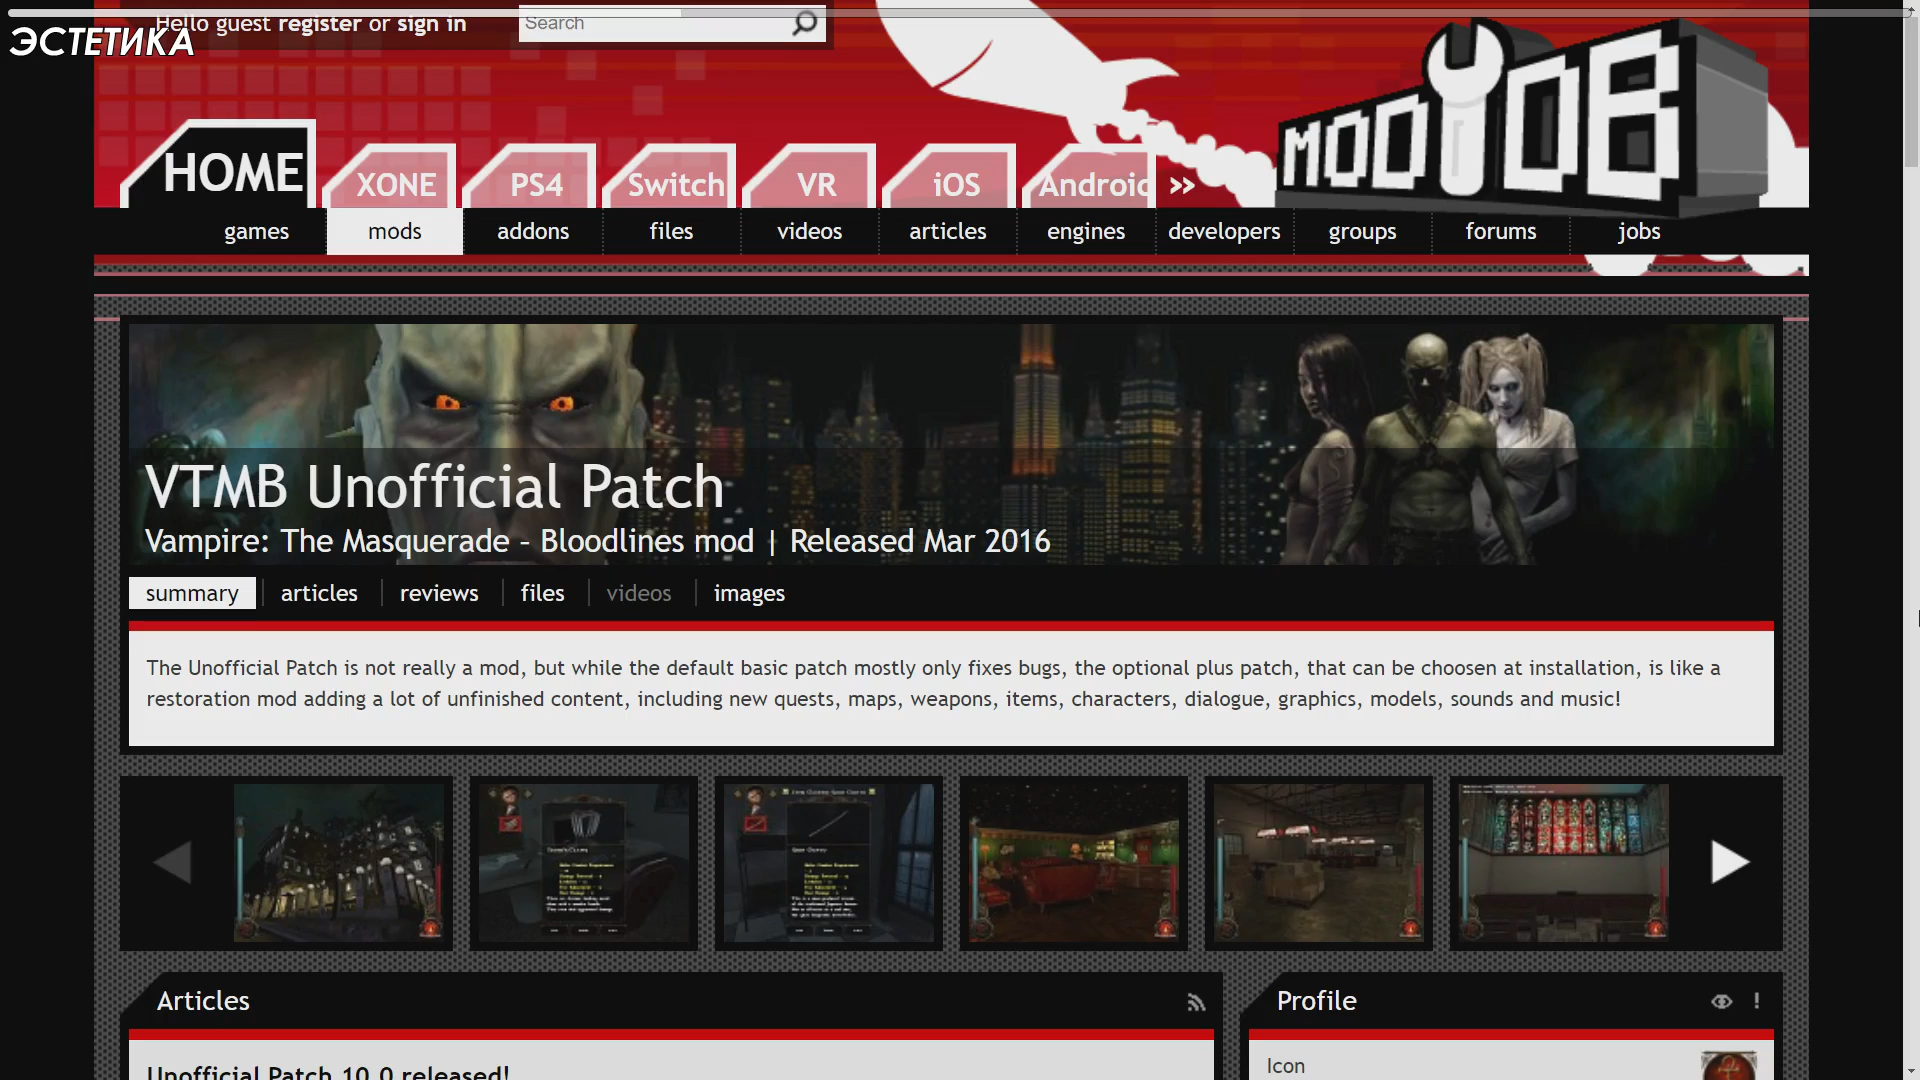 Hello guest register or sign in
Search
ЭСТЕТИКА
MODDB
HOME
XONE
PS4
Switch
VR
iOS
Android
>>
games
mods
addons
files
videos
articles
engines
developers
groups
forums
jobs
VTMB Unofficial Patch
Vampire: The Masquerade - Bloodlines mod | Released Mar 2016
summary
articles
reviews
files
videos
images
The Unofficial Patch is not really a mod, but while the default basic patch mostly only fixes bugs, the optional plus patch, that can be choosen at installation, is like a
restoration mod adding a lot of unfinished content, including new quests, maps, weapons, items, characters, dialogue, graphics, models, sounds and music!
Articles
Profile
Unofficial Patch 10.0 released!
Icon